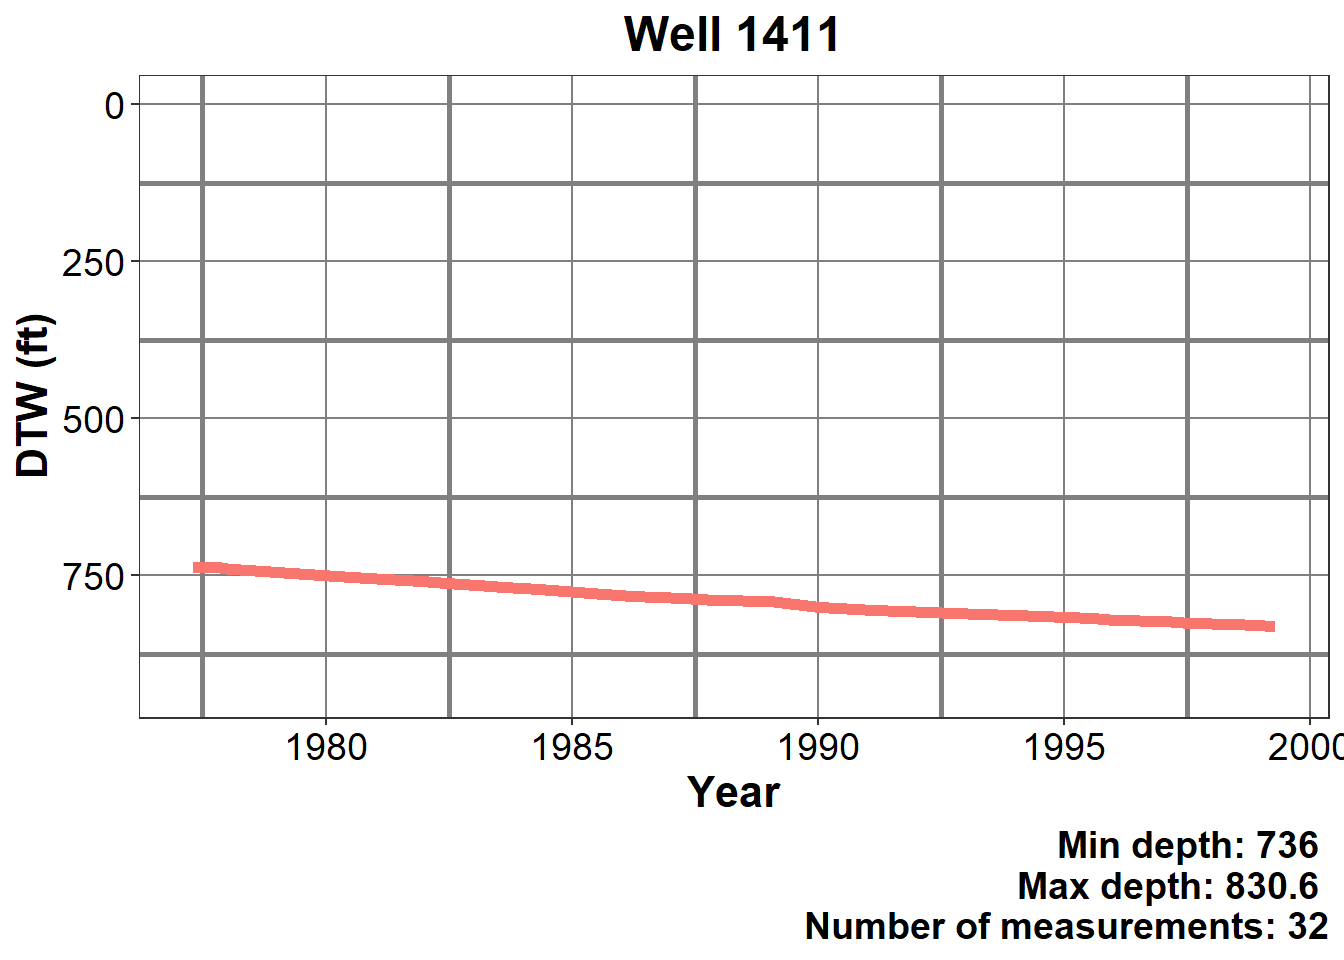 Well 1411
0
250
500
750
DTW (ft)
1980 1985 1990 1995 2000
Year
Min depth: 736
Max depth: 830.6
Number of measurements: 32